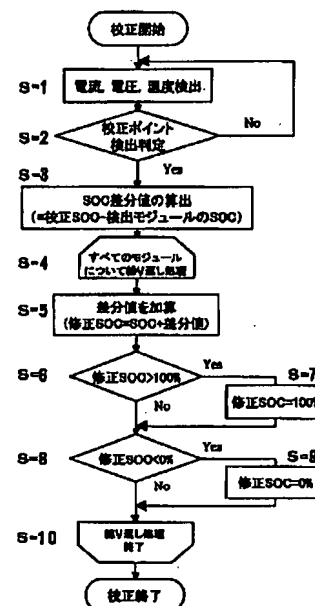 校正開始
S-1
電流, 電圧, 温度検出
S-2
校正ポイント
検出判定
No
Yes
S-3
SOC差分値の算出
(=校正SOC-検出モジュールのSOC)
S-4
すべてのモジュール
について繰り返し処理
S-5
差分値を加算
(修正SOC=SOC+差分値)
S-6
修正SOC>100%
Yes
S-7
修正SOC=100%
No
S-8
修正SOC<0%
Yes
S-9
修正SOC=0%
No
S-10
繰り返し処理
終了
校正終了